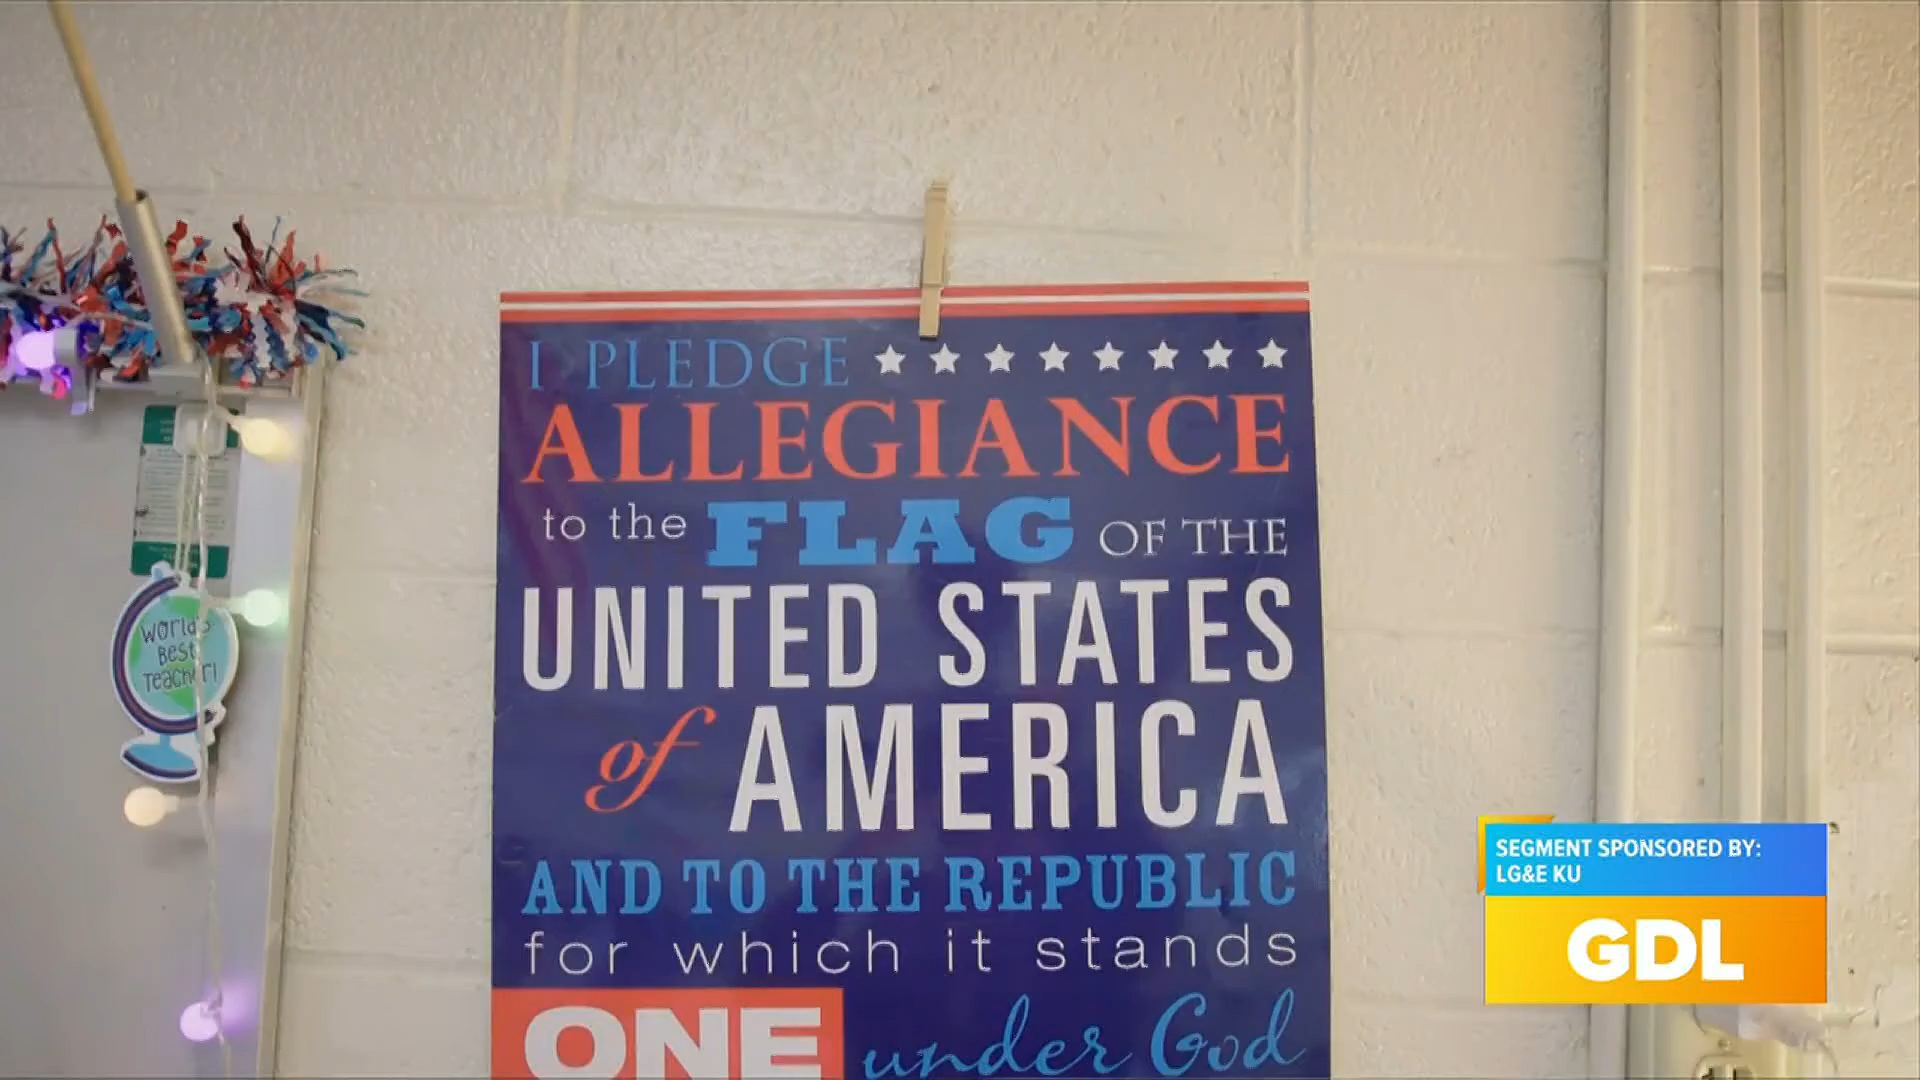 I PLEDGE
ALLEGIANCE
to the FLAG OF THE
UNITED STATES
of AMERICA
AND TO THE REPUBLIC
for which it stands
ONE under God
WORLD'S
BEST
TEACHER!
SEGMENT SPONSORED BY:
LG&E KU
GDL